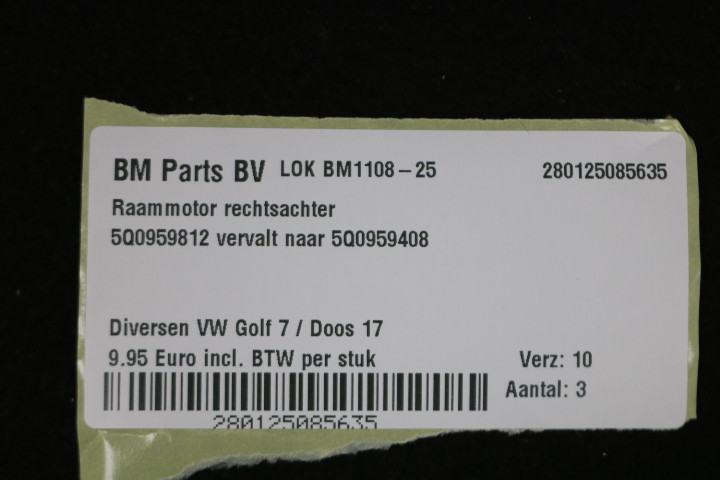 BM Parts BV LOK BM1108-25 280125085635
Raammotor rechtsachter
5Q0959812 vervalt naar 5Q0959408
Diversen VW Golf 7 / Doos 17
9.95 Euro incl. BTW per stuk Verz: 10
Aantal: 3
280125085635